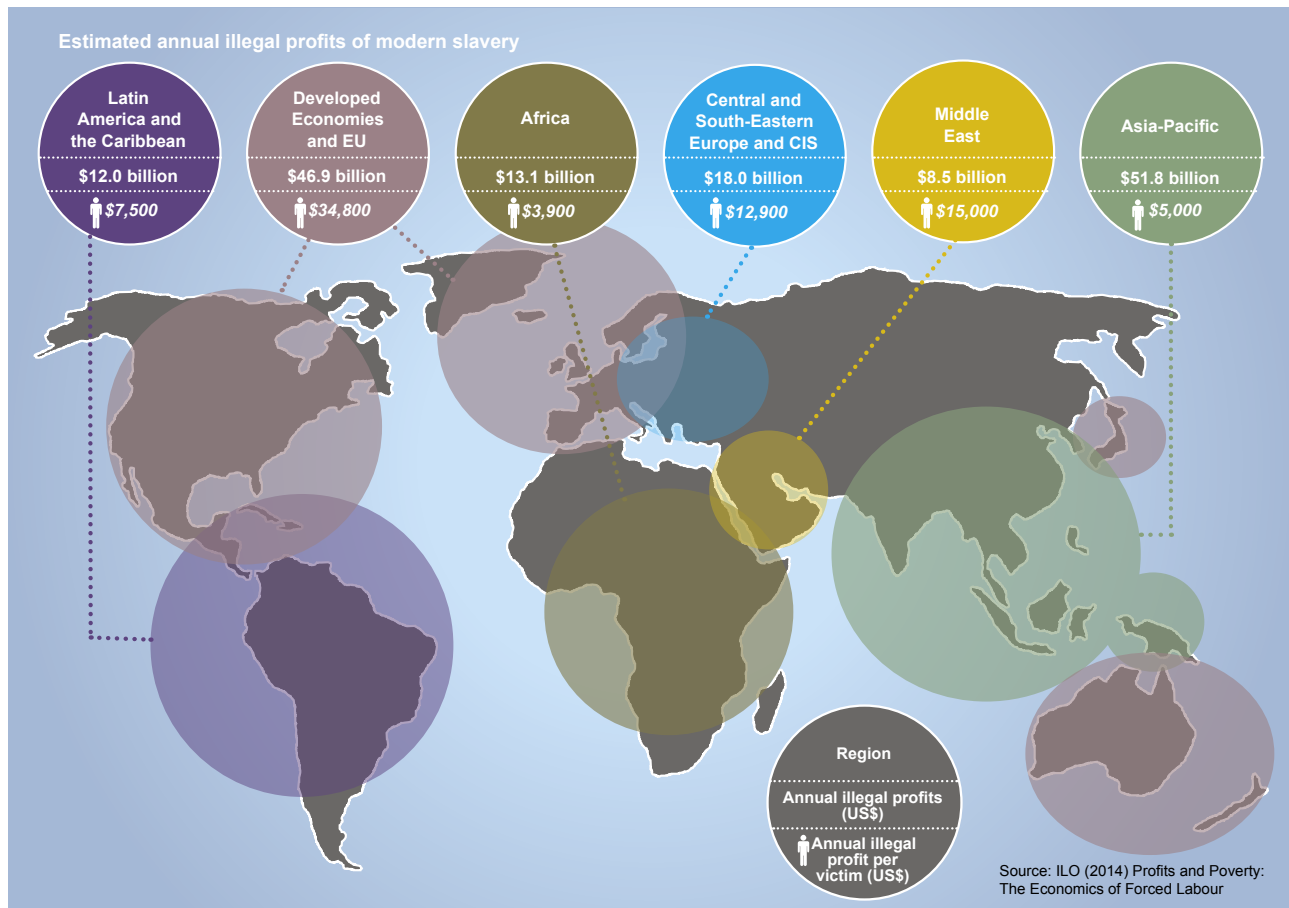 Estimated annual illegal profits of modern slavery
Latin
America and
the Caribbean
$12.0 billion
$7,500
Developed
Economies
and EU
$46.9 billion
$34,800
Africa
$13.1 billion
$3,900
Central and
South-Eastern
Europe and CIS
$18.0 billion
$12,900
Middle
East
$8.5 billion
$15,000
Asia-Pacific
$51.8 billion
$5,000
Region
Annual illegal profits
(US$)
Annual illegal
profit per
victim (US$)
Source: ILO (2014) Profits and Poverty:
The Economics of Forced Labour